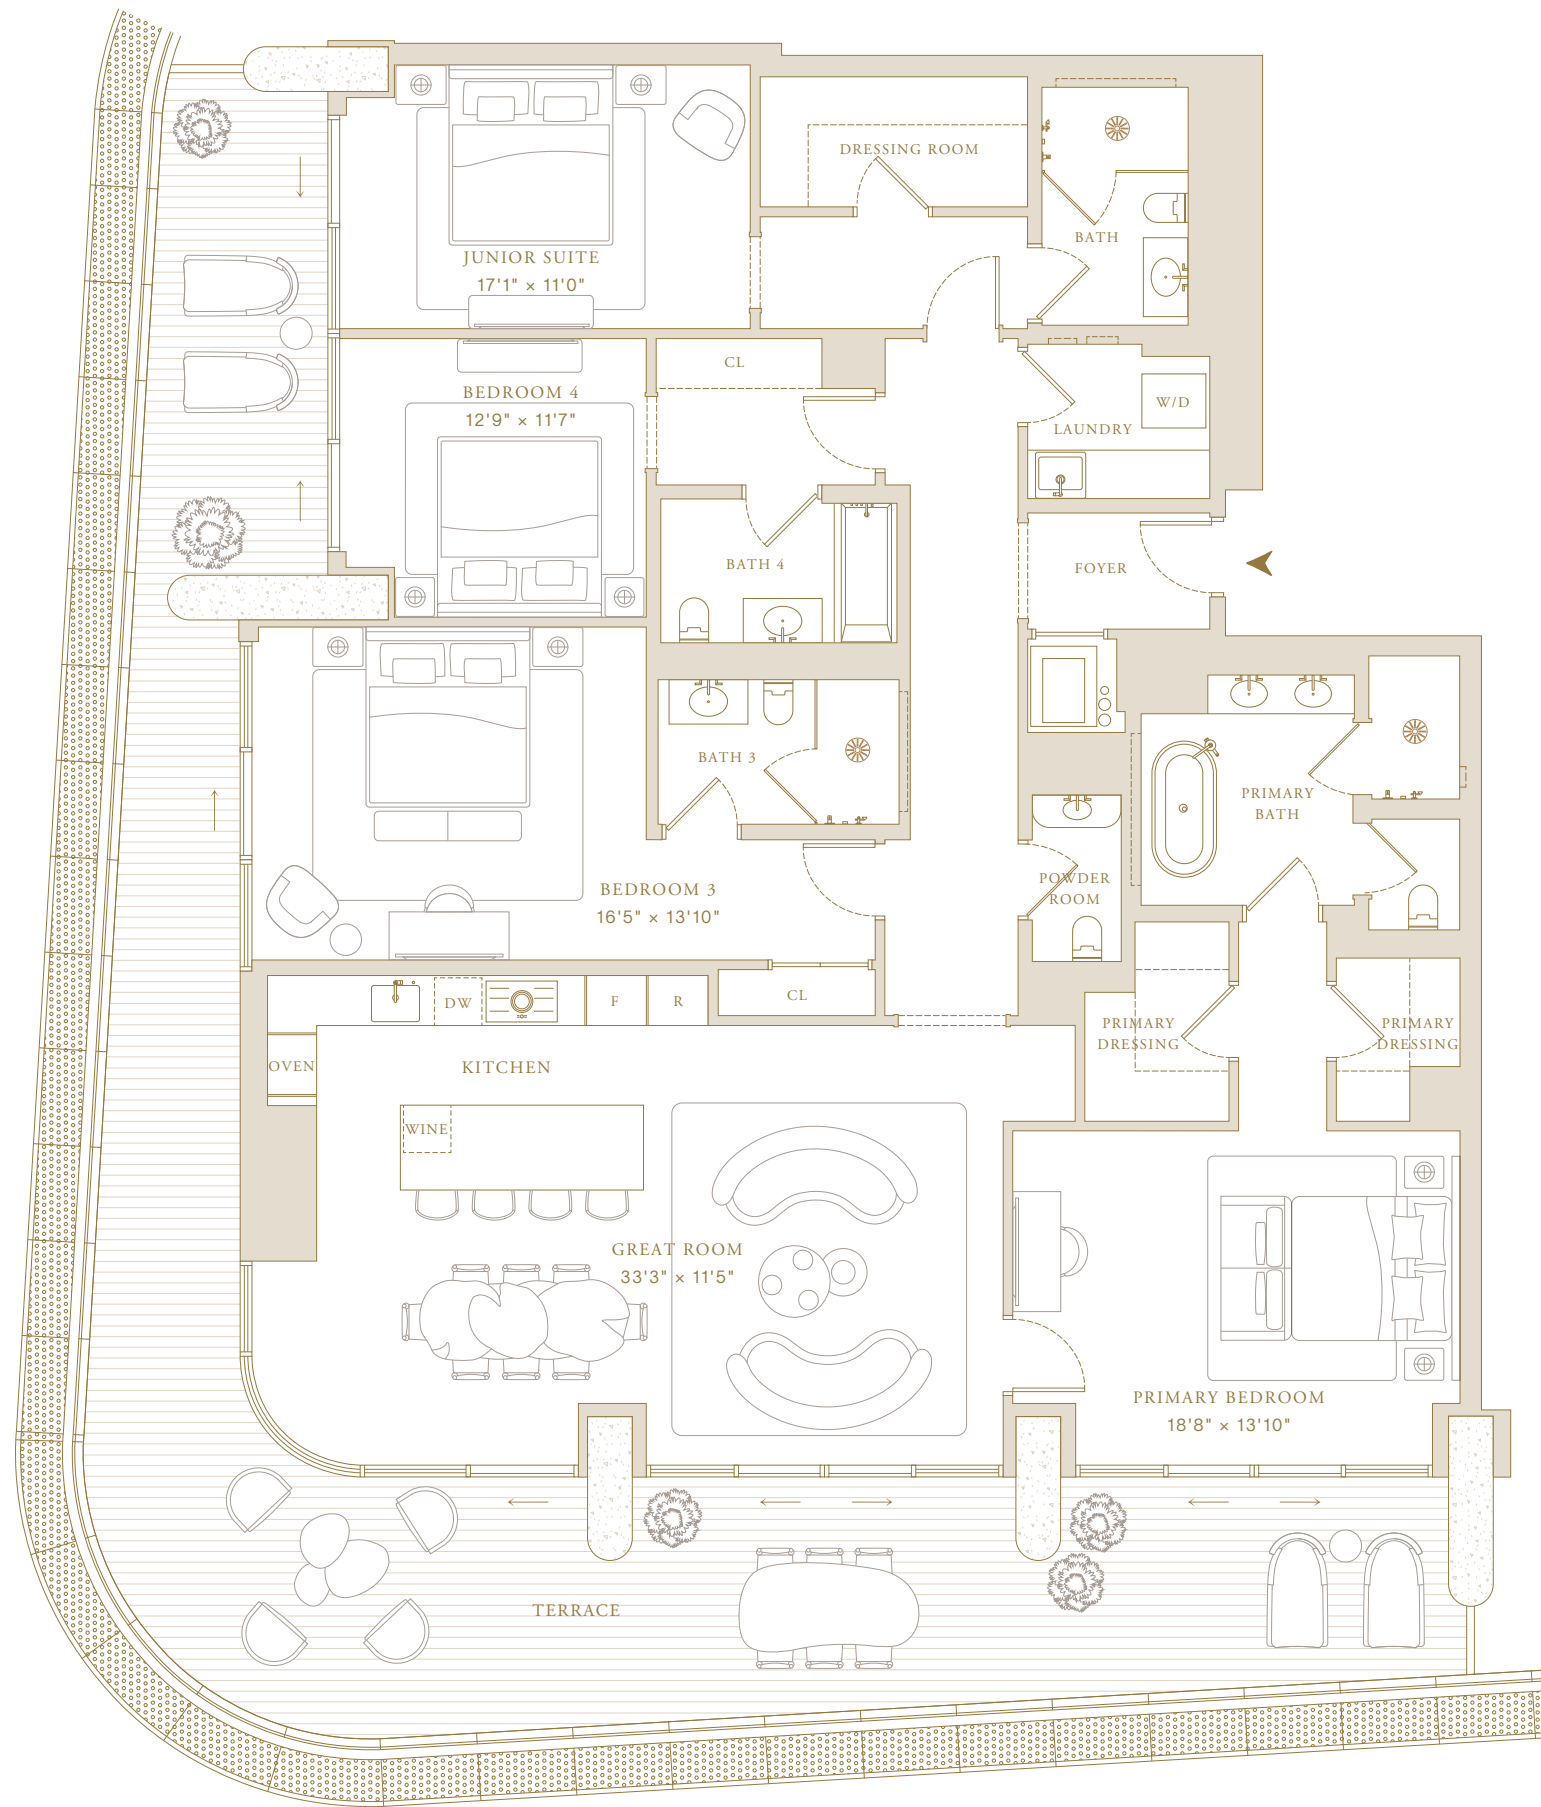 DRESSING ROOM
BATH
JUNIOR SUITE
17'1" × 11'0"
CL
BEDROOM 4
12'9" × 11'7"
W/D
LAUNDRY
BATH 4
FOYER
BATH 3
PRIMARY
BATH
POWDER
ROOM
BEDROOM 3
16'5" × 13'10"
CL
DW
F
R
PRIMARY
DRESSING
PRIMARY
DRESSING
OVEN
KITCHEN
WINE
GREAT ROOM
33'3" × 11'5"
PRIMARY BEDROOM
18'8" × 13'10"
TERRACE